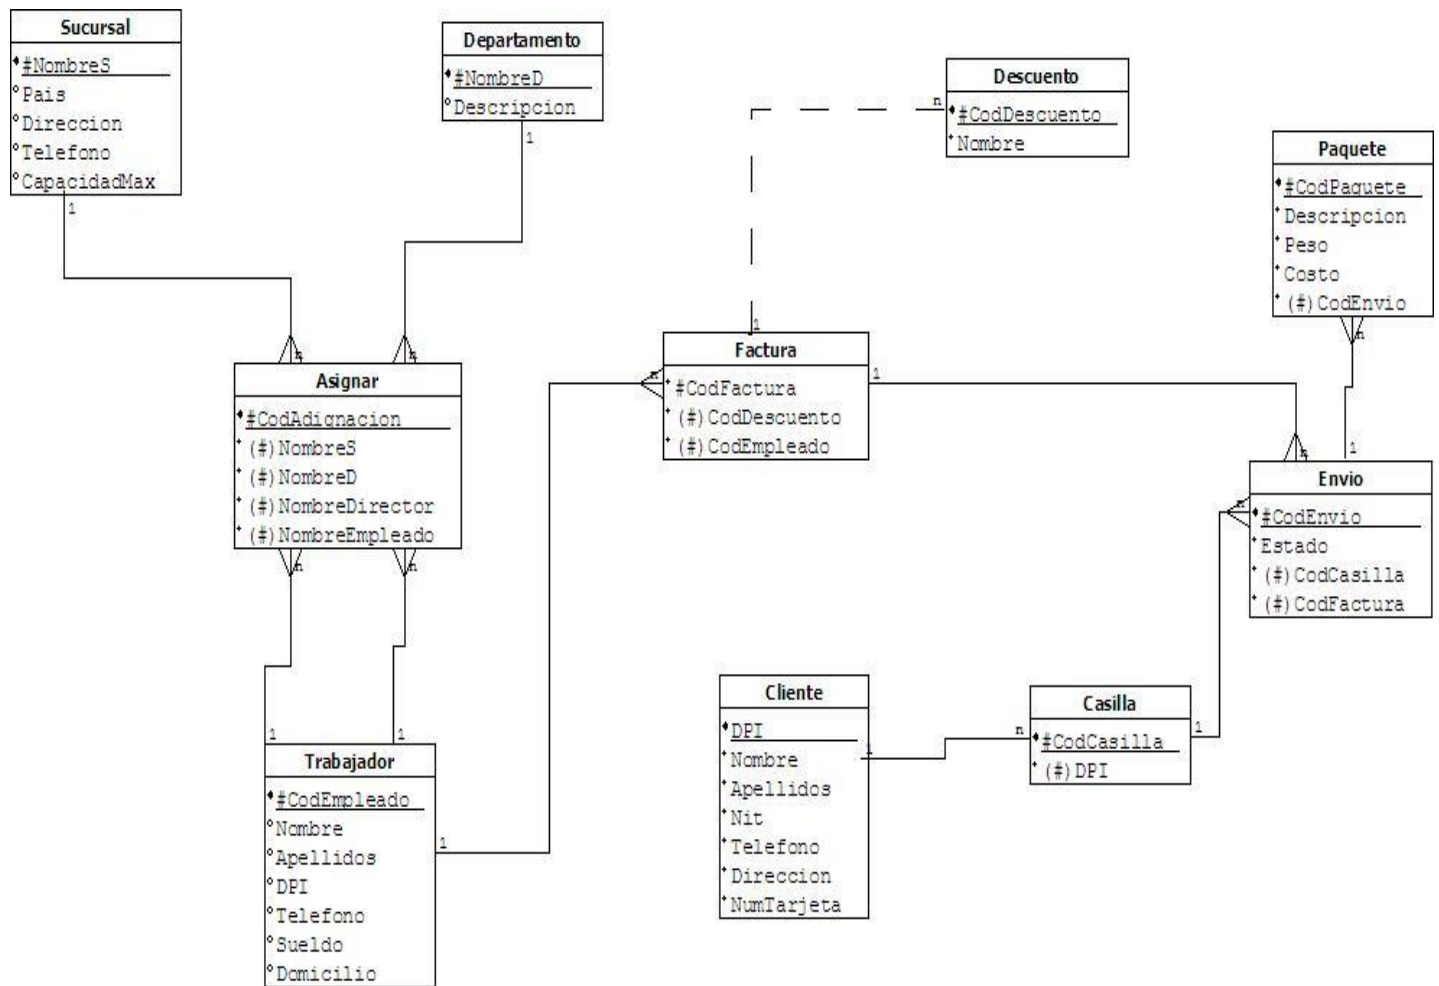 Sucursal
#NombreS
Pais
Direccion
Telefono
CapacidadMax
1
Departamento
#NombreD
Descripcion
1
Descuento
n
#CodDescuento
Nombre
Paquete
#CodPaquete
Descripcion
Peso
Costo
(#)CodEnvio
n
1
n
n
Asignar
#CodAdignacion
(#)NombreS
(#)NombreD
(#)NombreDirector
(#)NombreEmpleado
n
n
1
Factura
n
1
#CodFactura
(#)CodDescuento
(#)CodEmpleado
n
Envio
n
#CodEnvio
Estado
(#)CodCasilla
(#)CodFactura
1
1
Trabajador
#CodEmpleado
Nombre
Apellidos
DPI
Telefono
Sueldo
Domicilio
1
Cliente
DPI
1
Nombre
Apellidos
Nit
Telefono
Direccion
NumTarjeta
Casilla
n
1
#CodCasilla
(#)DPI